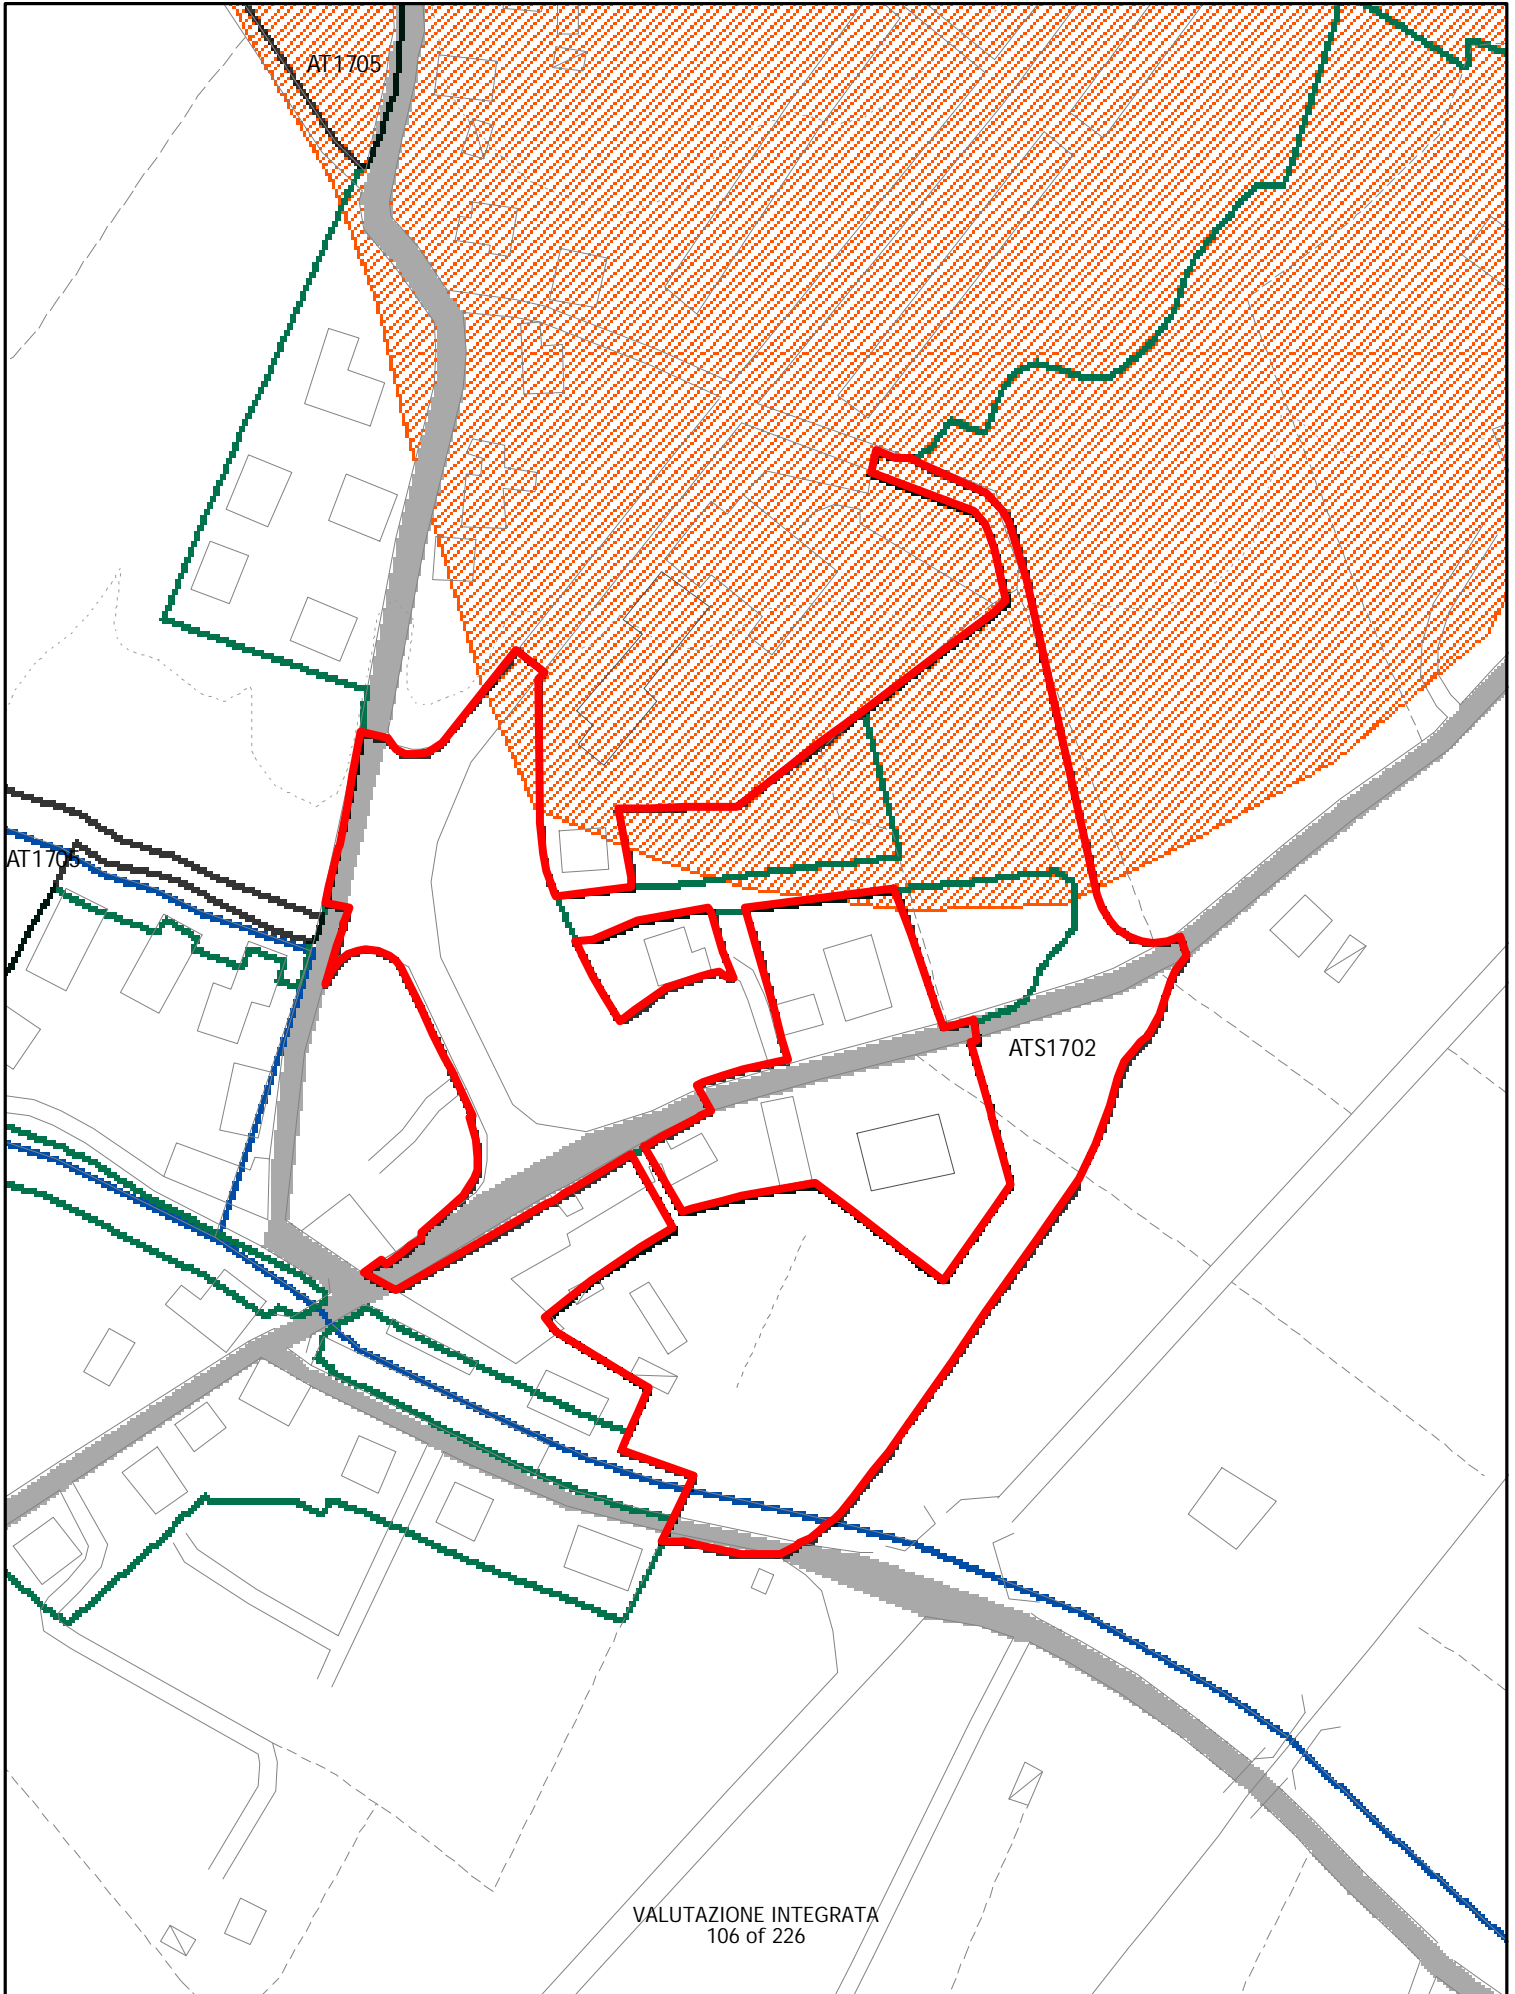 AT1705
AT1705
ATS1702
VALUTAZIONE INTEGRATA
106 of 226